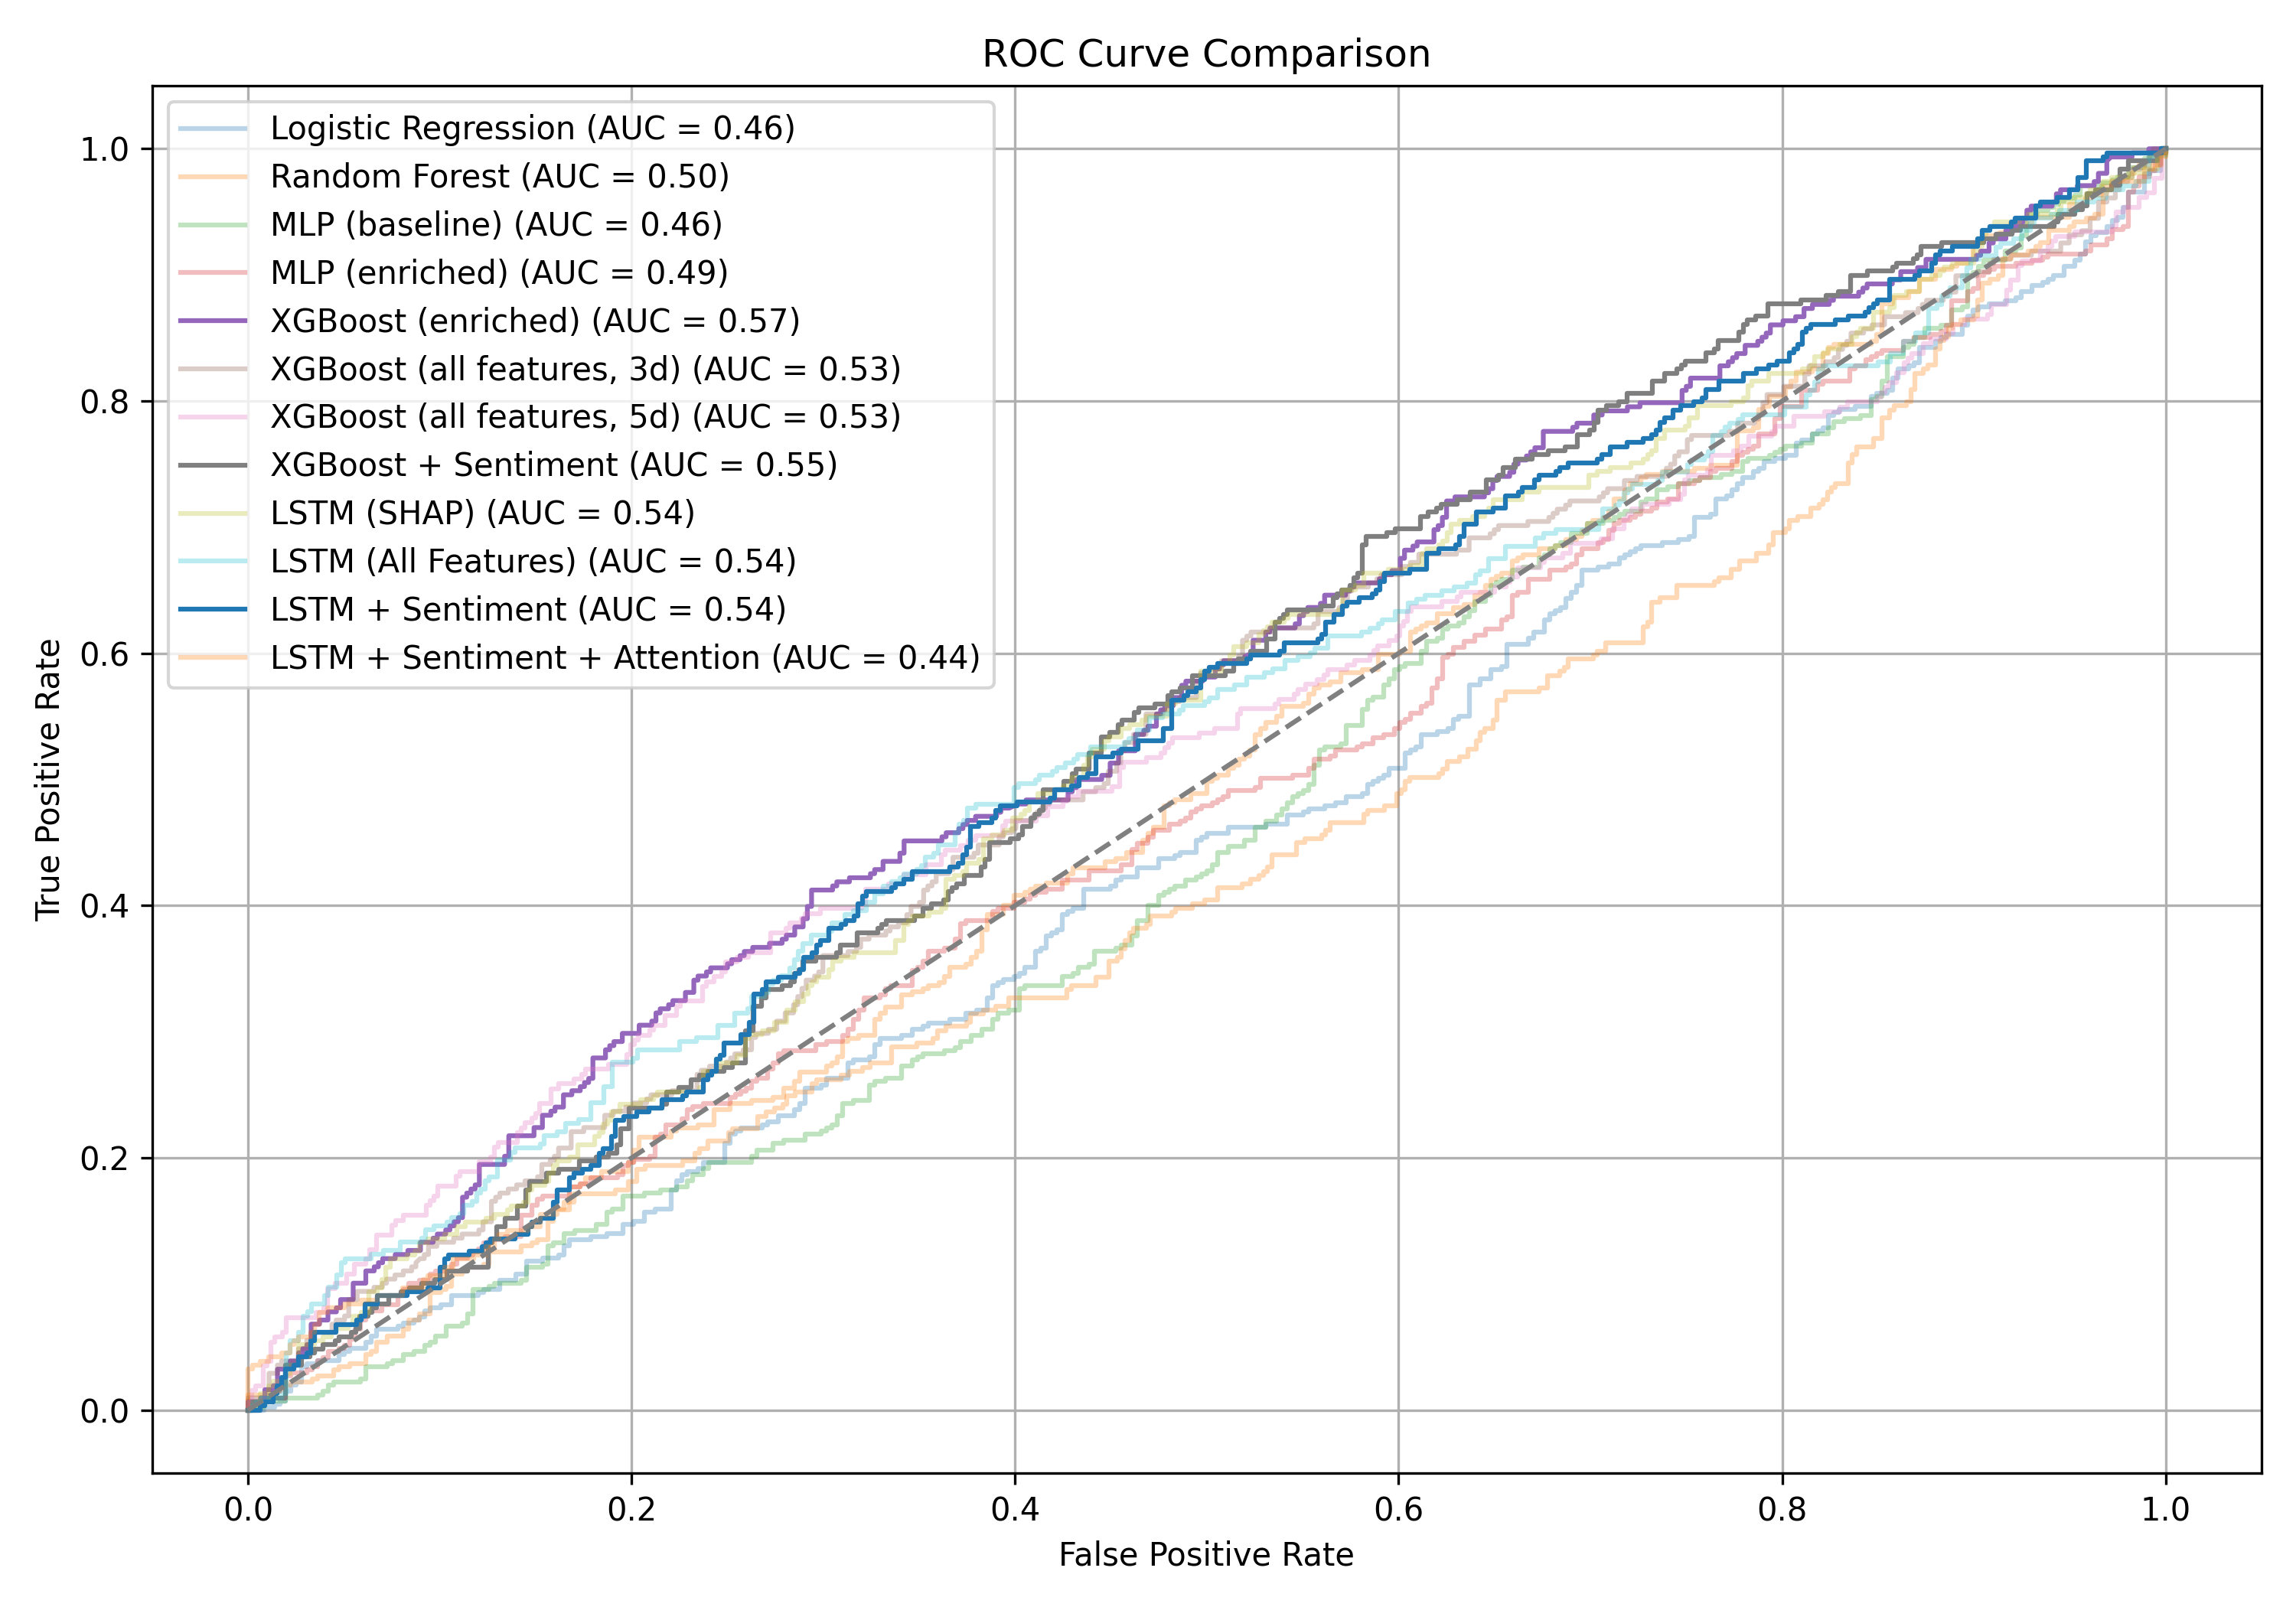 ROC Curve Comparison
Logistic Regression (AUC = 0.46)
Random Forest (AUC = 0.50)
MLP (baseline) (AUC = 0.46)
MLP (enriched) (AUC = 0.49)
XGBoost (enriched) (AUC = 0.57)
XGBoost (all features, 3d) (AUC = 0.53)
XGBoost (all features, 5d) (AUC = 0.53)
XGBoost + Sentiment (AUC = 0.55)
LSTM (SHAP) (AUC = 0.54)
LSTM (All Features) (AUC = 0.54)
LSTM + Sentiment (AUC = 0.54)
LSTM + Sentiment + Attention (AUC = 0.44)
True Positive Rate
1.0
0.8
0.6
0.4
0.2
0.0
0.0 0.2 0.4 0.6 0.8 1.0
False Positive Rate